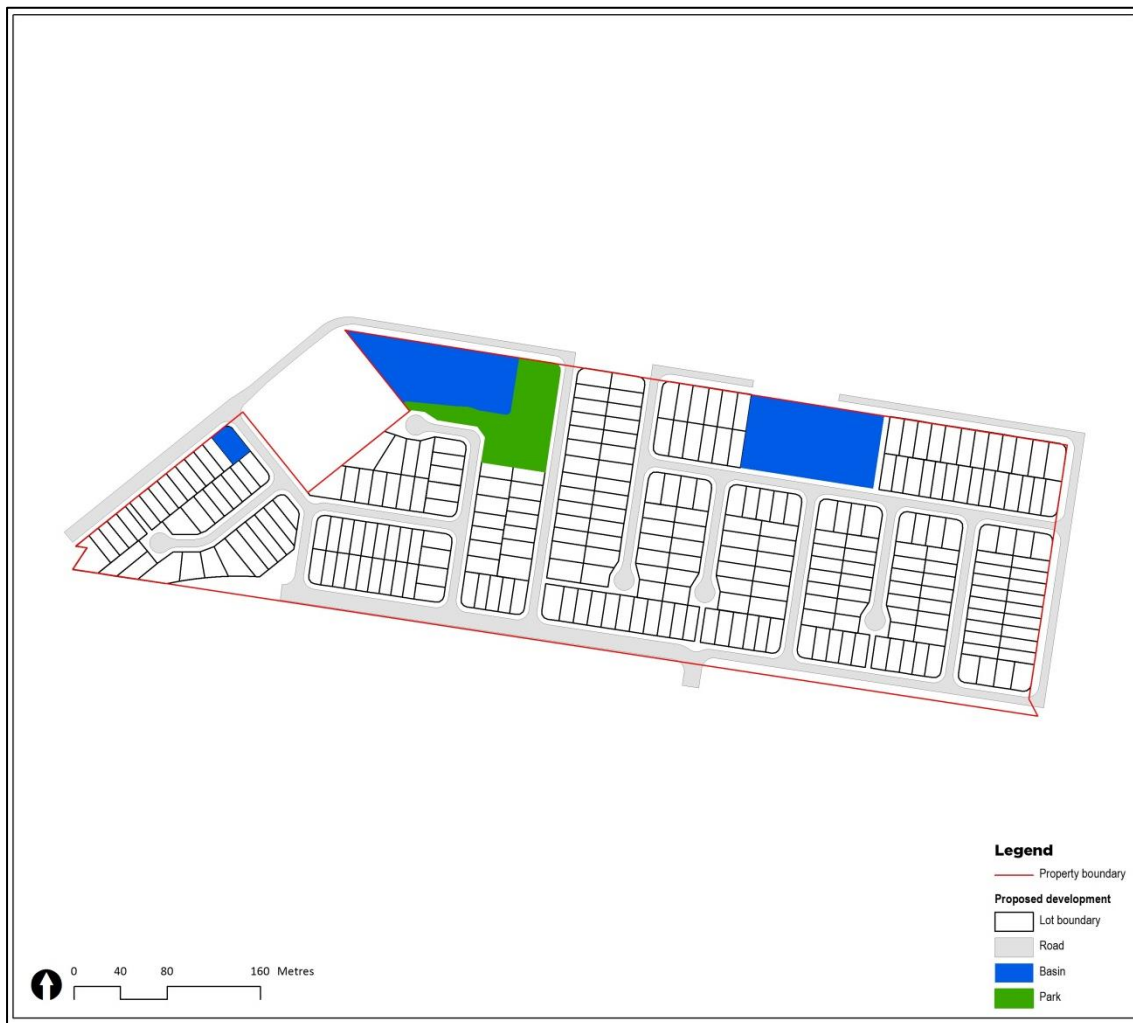 Legend
Property boundary
Proposed development
Lot boundary
Road
Basin
Park
0 40 80 160 Metres